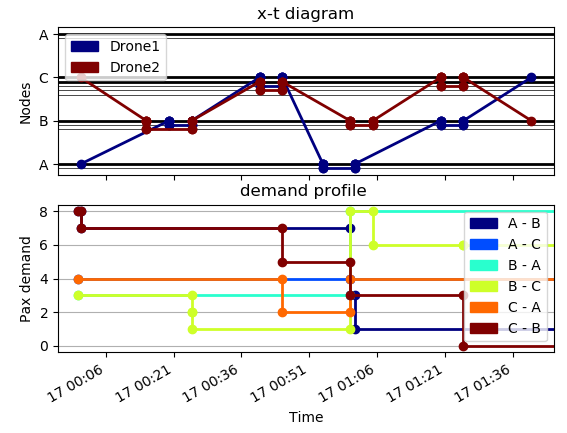 x-t diagram
A
C
B
A
Nodes
Drone1
Drone2
demand profile
8
6
4
2
0
Pax demand
A - B
A - C
B - A
B - C
C - A
C - B
17 00:06
17 00:21
17 00:36
17 00:51
17 01:06
17 01:21
17 01:36
Time